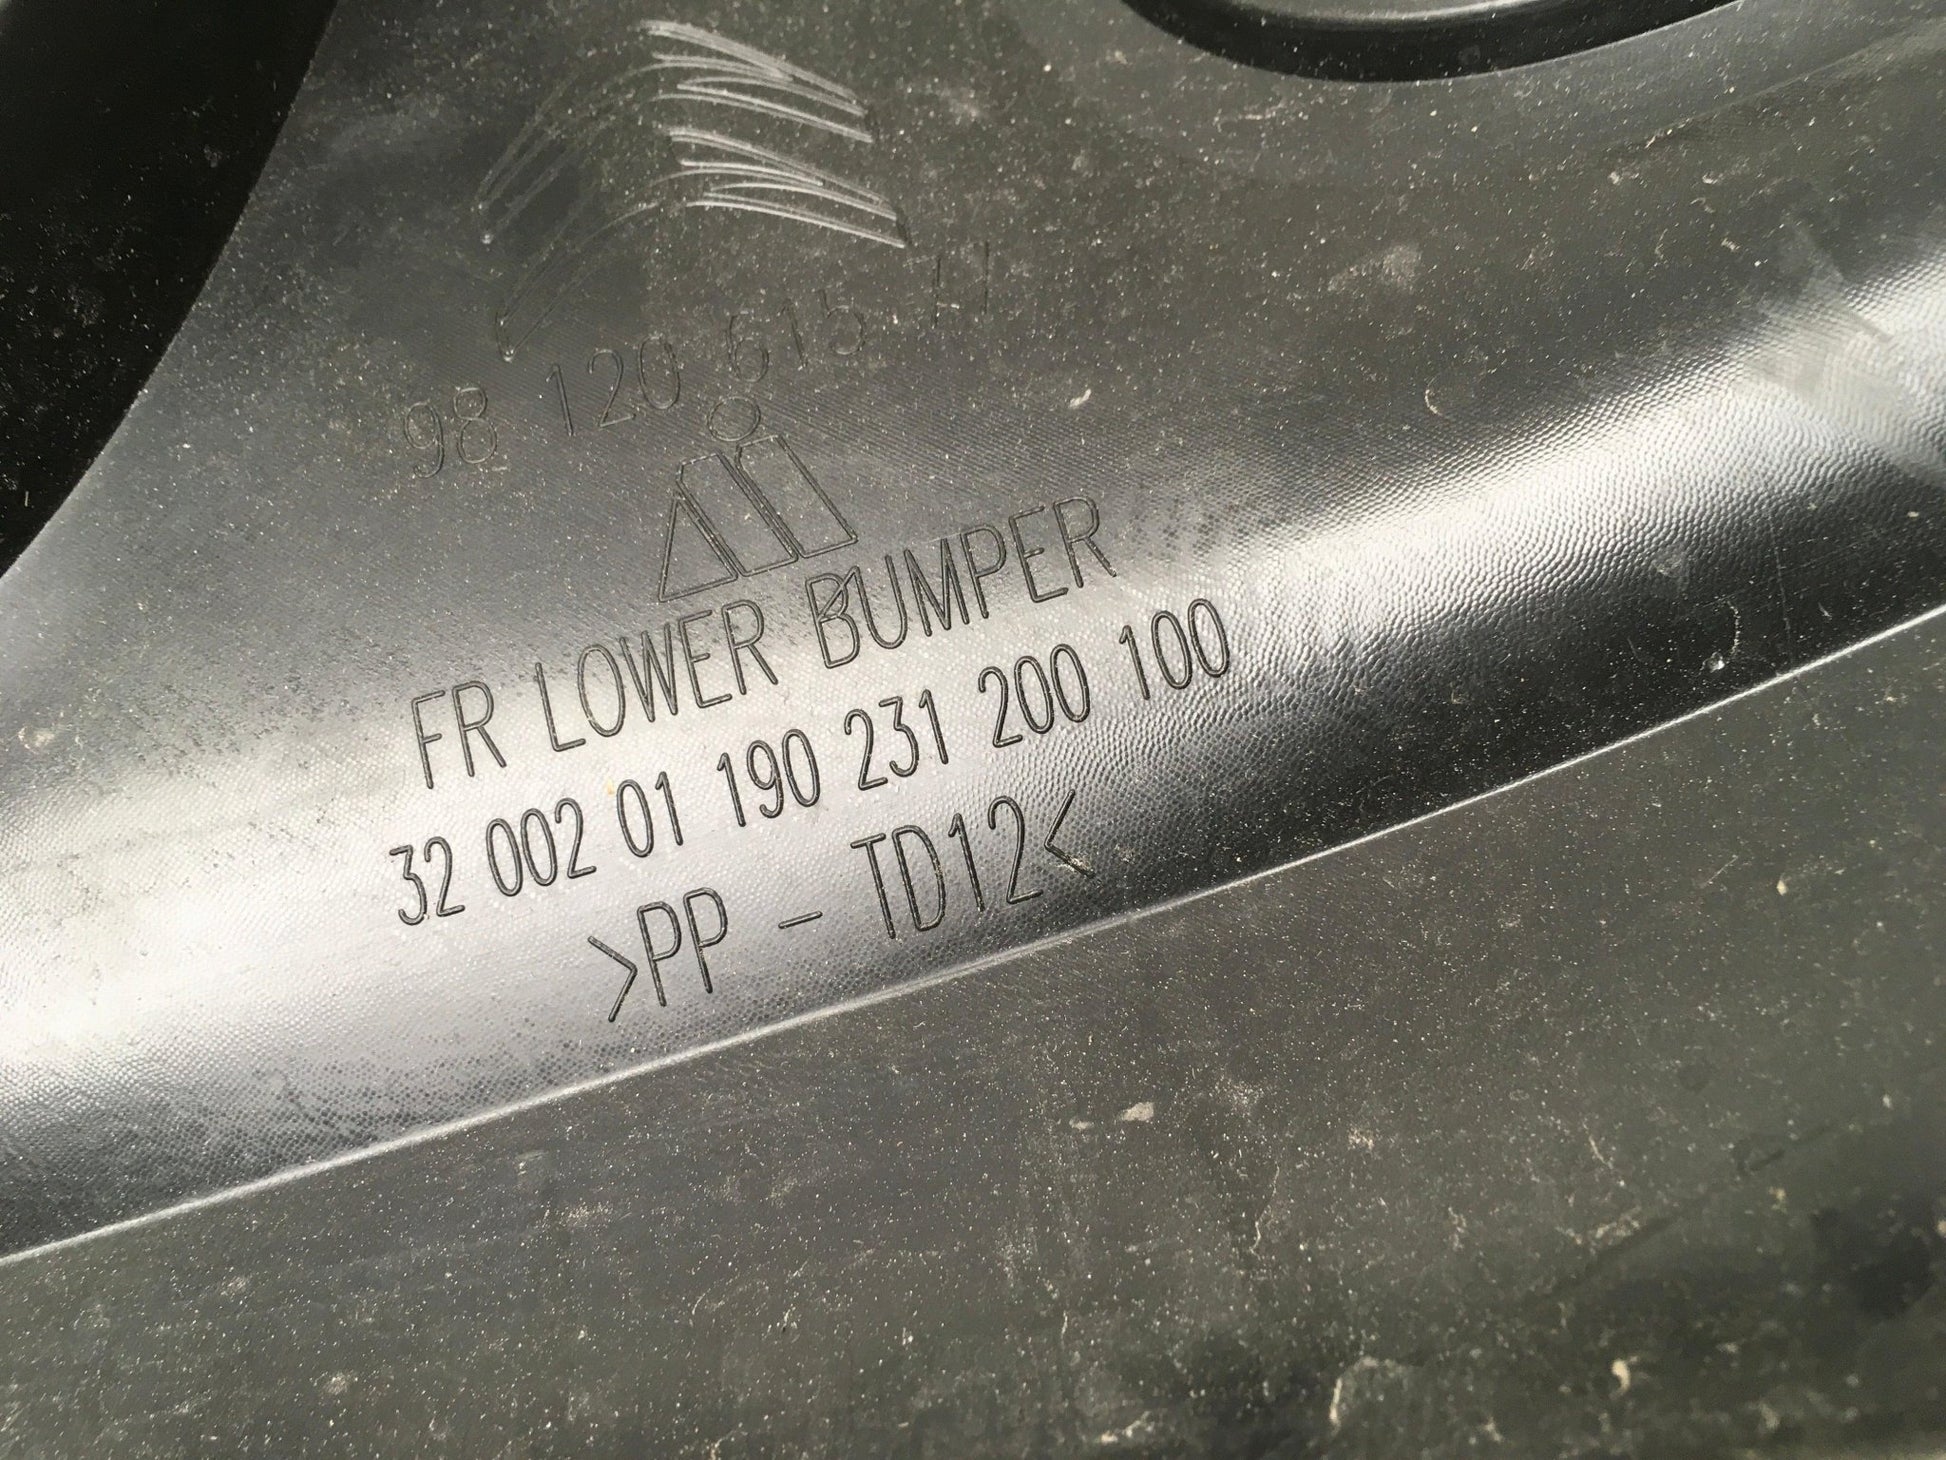 98 120 615 H
FR LOWER BUMPER
32 002 01 190 231 200 100
>PP - TD12<